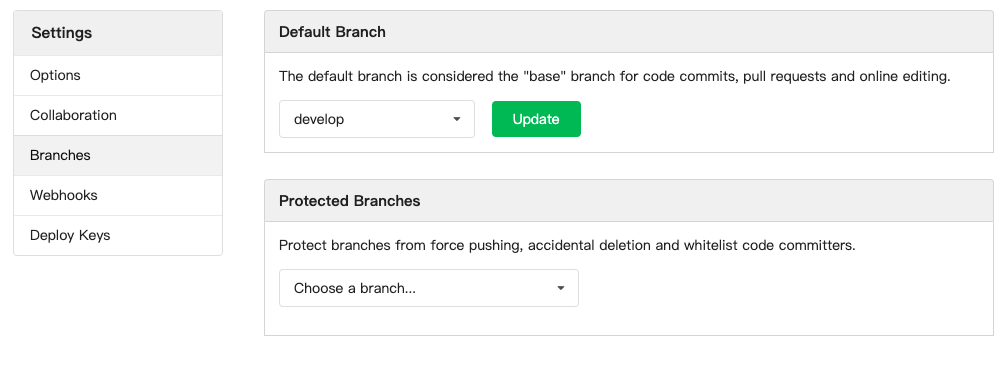 Settings
Options
Collaboration
Branches
Webhooks
Deploy Keys
Default Branch
The default branch is considered the "base" branch for code commits, pull requests and online editing.
develop
Update
Protected Branches
Protect branches from force pushing, accidental deletion and whitelist code committers.
Choose a branch...